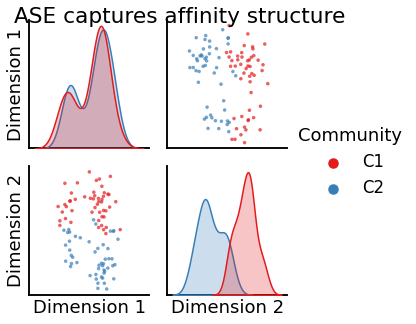 ASE captures affinity structure
Dimension 1
Dimension 2
Dimension 1
Dimension 2
Community
C1
C2